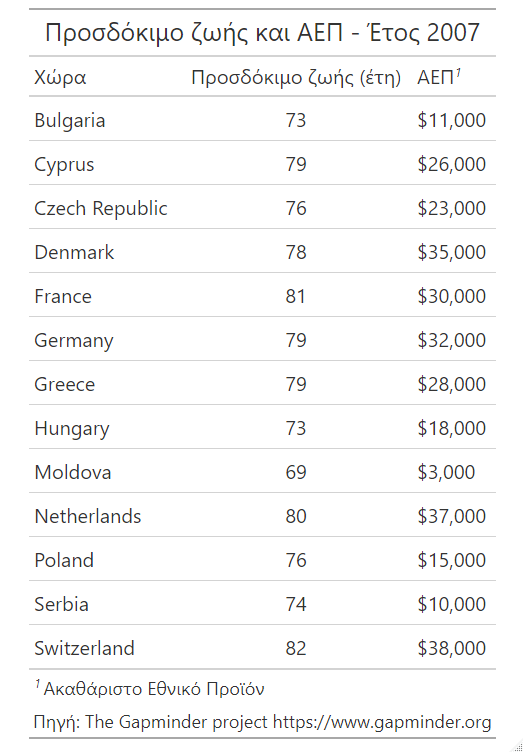 Προσδόκιμο ζωής και ΑΕΠ - Έτος 2007
Χώρα Προσδόκιμο ζωής (έτη) ΑΕΠ1
Bulgaria 73 $11,000
Cyprus 79 $26,000
Czech Republic 76 $23,000
Denmark 78 $35,000
France 81 $30,000
Germany 79 $32,000
Greece 79 $28,000
Hungary 73 $18,000
Moldova 69 $3,000
Netherlands 80 $37,000
Poland 76 $15,000
Serbia 74 $10,000
Switzerland 82 $38,000
1 Ακαθάριστο Εθνικό Προϊόν
Πηγή: The Gapminder project https://www.gapminder.org